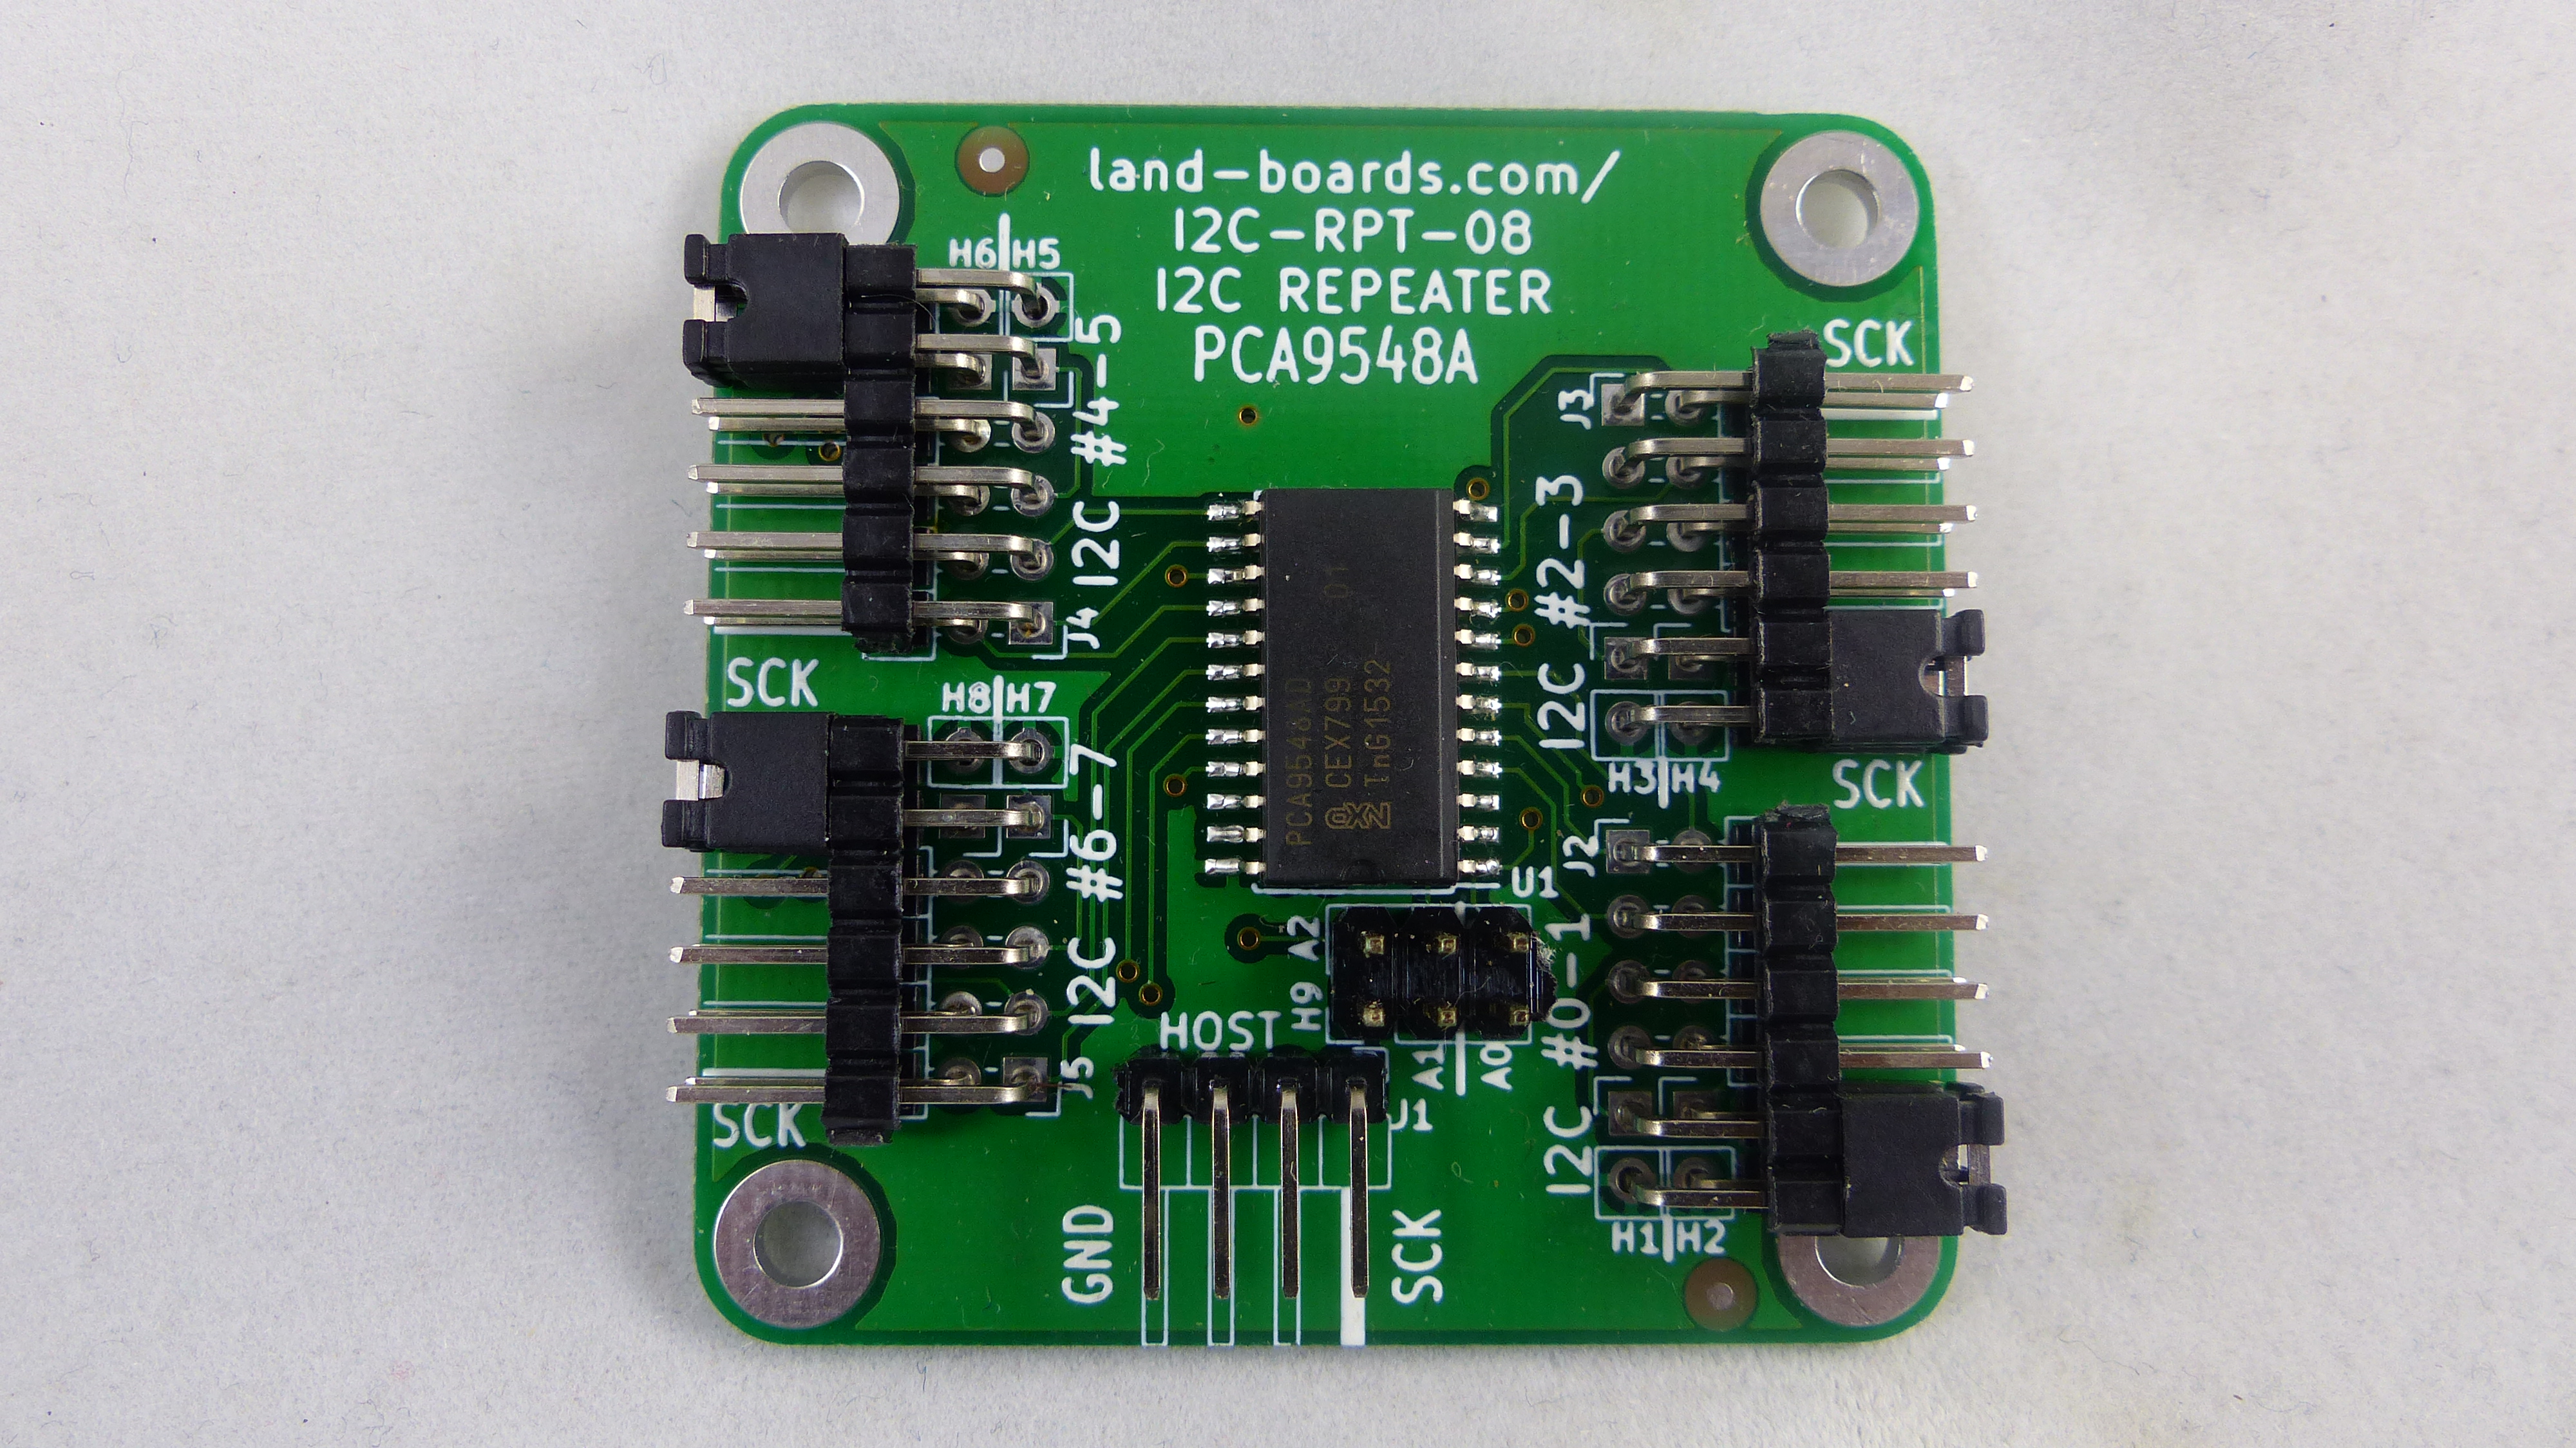 land-boards.com/
I2C-RPT-08
I2C REPEATER
PCA9548A
H6|H5
I2C #4-5
J4
SCK
H8|H7
I2C #6-7
J5
SCK
SCK
J3
I2C #2-3
H3|H4
SCK
J2
I2C #0-1
H1|H2
U1
PCA9548AD
CEX799
TnG1532
01
H9
A2
A1
A0
HOST
J1
GND
SCK